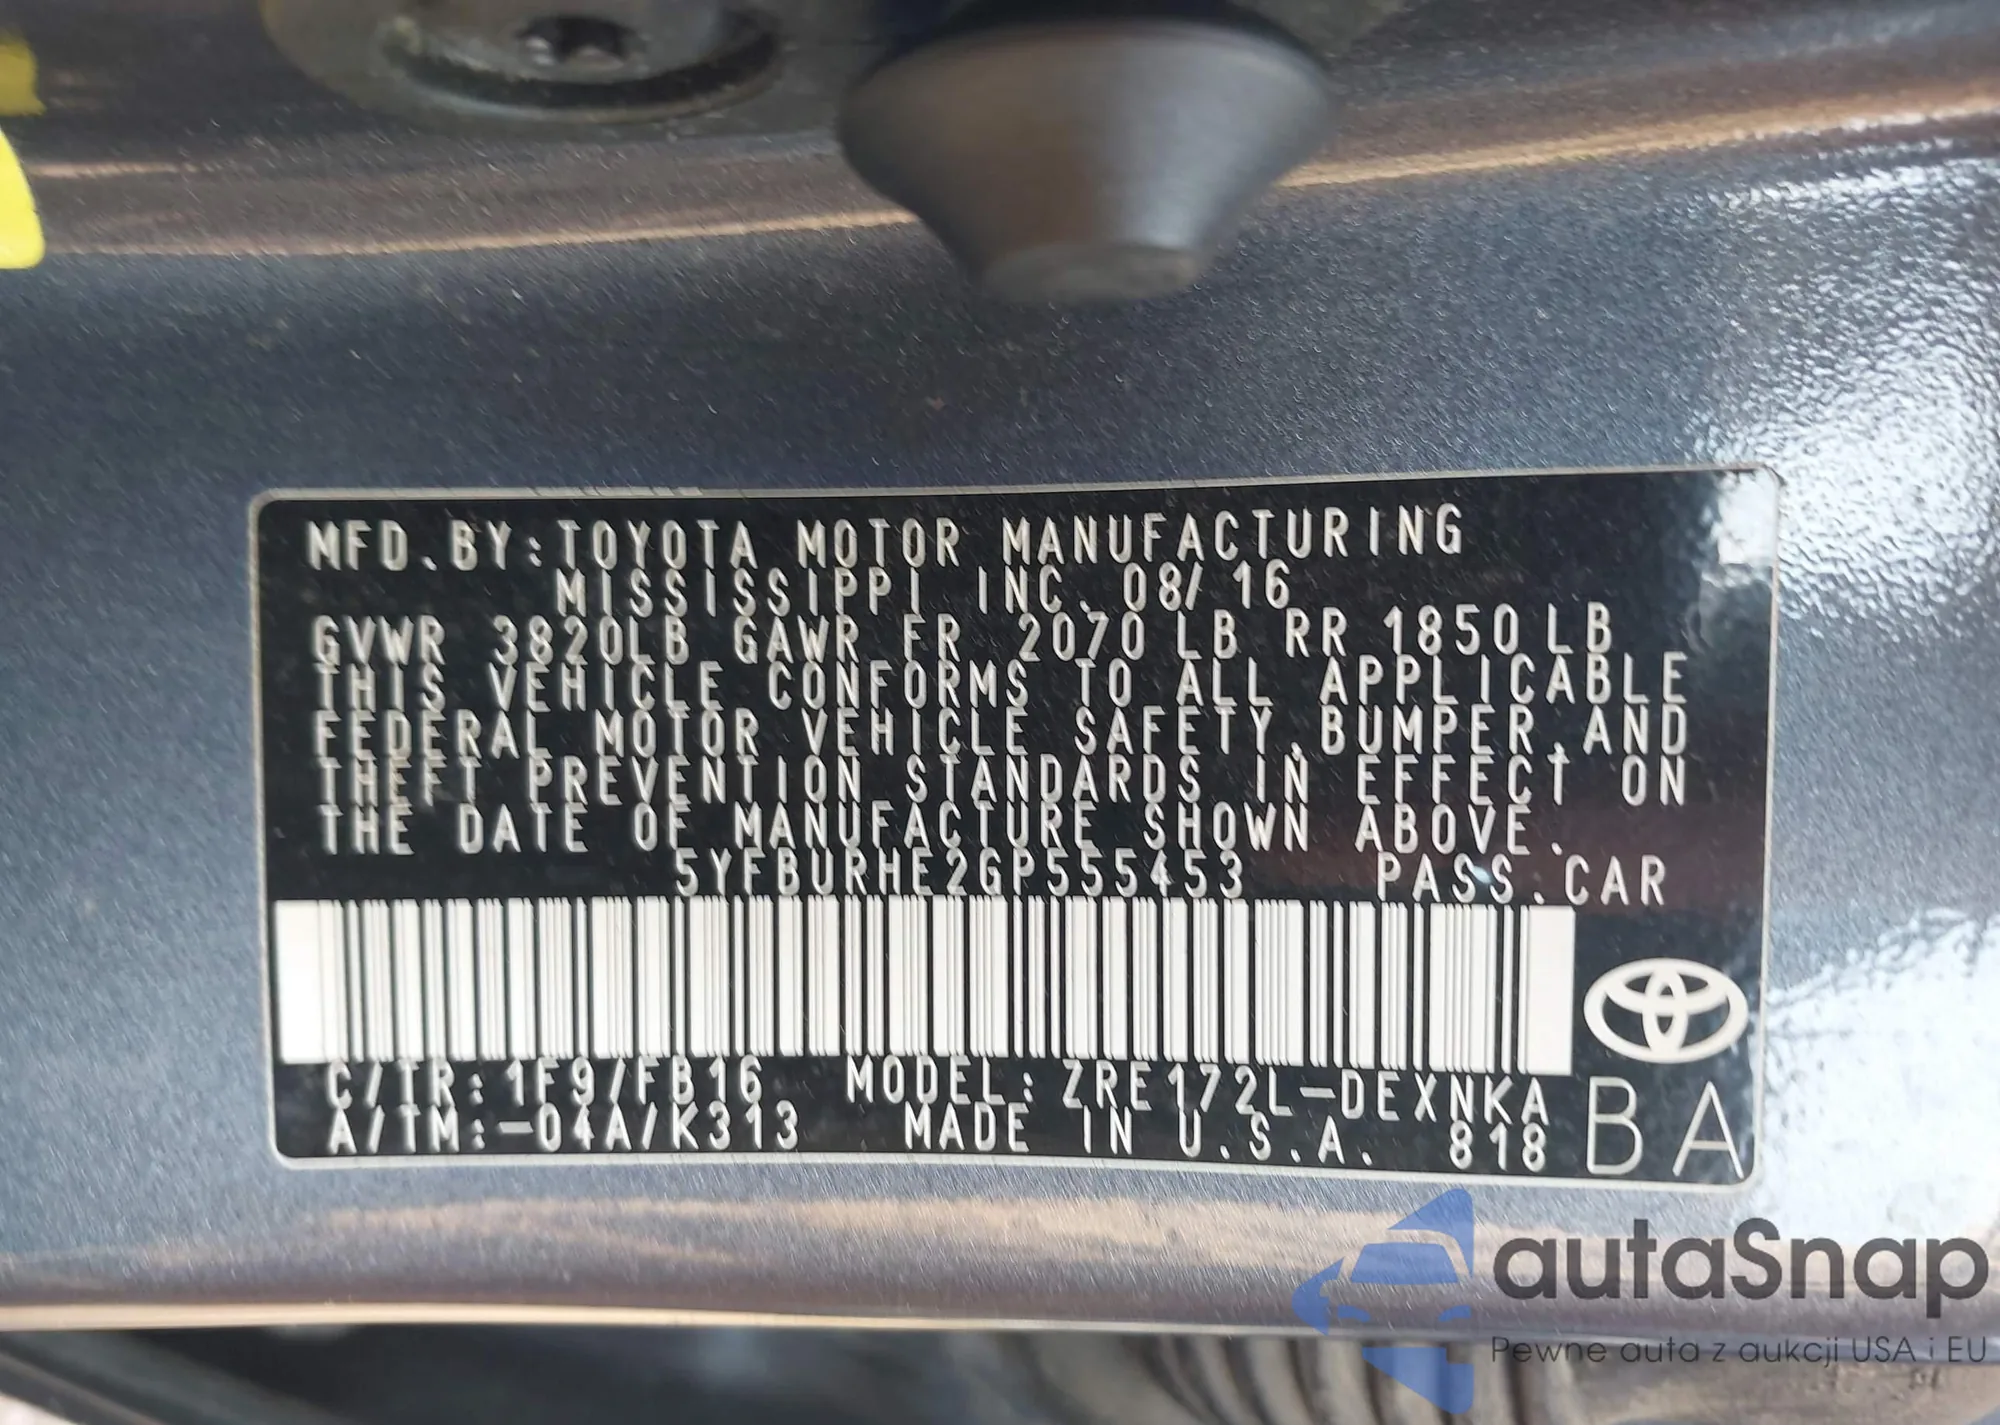 MFD.BY:TOYOTA MOTOR MANUFACTURING
MISSISSIPPI INC. 08/16
GVWR 3820LB GAWR FR 2070 LB RR 1850 LB
THIS VEHICLE CONFORMS TO ALL APPLICABLE
FEDERAL MOTOR VEHICLE SAFETY,BUMPER,AND
THEFT PREVENTION STANDARDS IN EFFECT ON
THE DATE OF MANUFACTURE SHOWN ABOVE.
5YFBURHE2GP555453 PASS.CAR
C/TR:1F9/FB16 MODEL:ZRE172L-DEXNKA
A/TM:-04A/K313 MADE IN U.S.A. 818
BA
autaSnap
Pewne auta z aukcji USA i EU